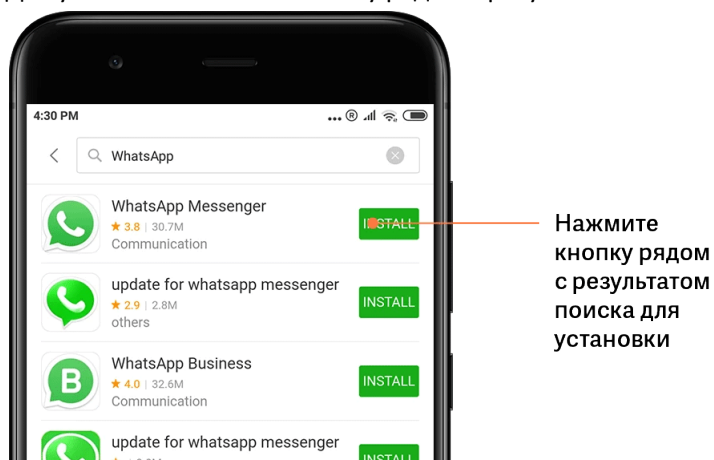 4:30 PM
WhatsApp
WhatsApp Messenger
3.8 | 30.7M
Communication
INSTALL
Нажмите
кнопку рядом
с результатом
поиска для
установки
update for whatsapp messenger
2.9 | 2.8M
others
INSTALL
WhatsApp Business
4.0 | 32.6M
Communication
INSTALL
update for whatsapp messenger
INSTALL